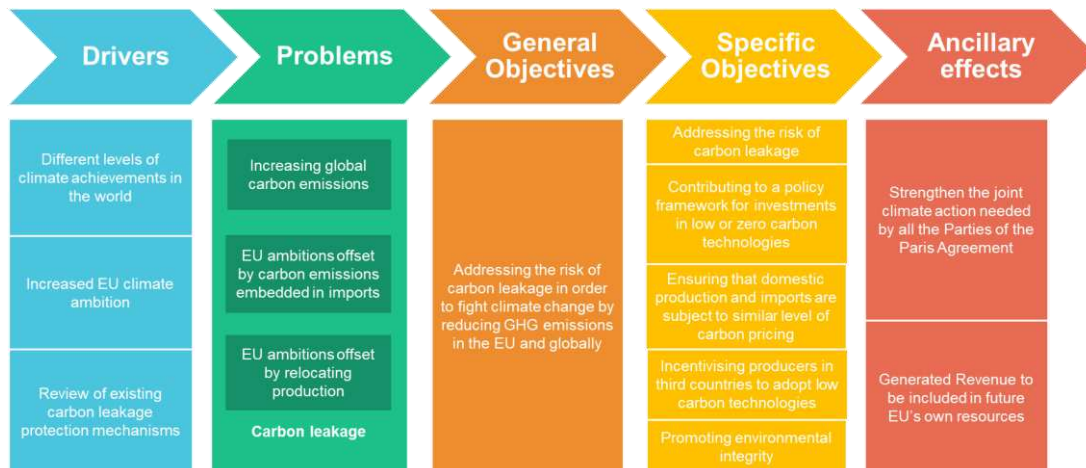 Drivers
Problems
General
Objectives
Specific
Objectives
Ancillary
effects
Different levels of
climate achievements in
the world
Increased EU climate
ambition
Review of existing
carbon leakage
protection mechanisms
Increasing global
carbon emissions
EU ambitions offset
by carbon emissions
embedded in imports
EU ambitions offset
by relocating
production
Carbon leakage
Addressing the risk of
carbon leakage in order
to fight climate change by
reducing GHG emissions
in the EU and globally
Addressing the risk of
carbon leakage
Contributing to a policy
framework for investments
in low or zero carbon
technologies
Ensuring that domestic
production and imports are
subject to similar level of
carbon pricing
Incentivising producers in
third countries to adopt low
carbon technologies
Promoting environmental
integrity
Strengthen the joint
climate action needed
by all the Parties of the
Paris Agreement
Generated Revenue to
be included in future
EU's own resources